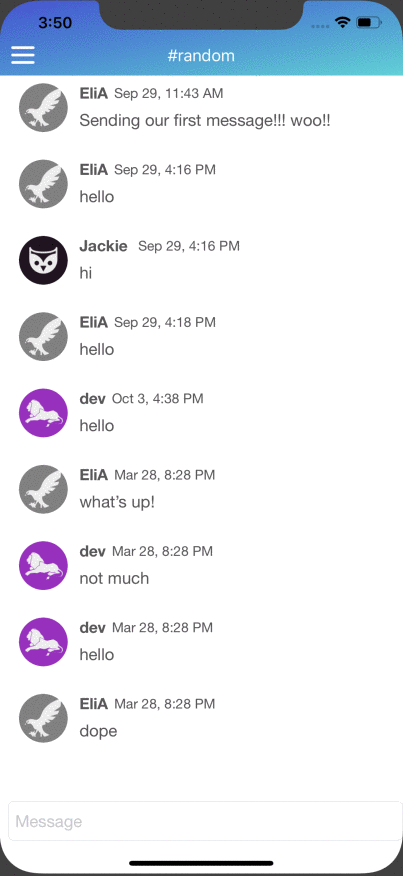 3:50
#random
EliA Sep 29, 11:43 AM
Sending our first message!!! woo!!
EliA Sep 29, 4:16 PM
hello
Jackie Sep 29, 4:16 PM
hi
EliA Sep 29, 4:18 PM
hello
dev Oct 3, 4:38 PM
hello
EliA Mar 28, 8:28 PM
what’s up!
dev Mar 28, 8:28 PM
not much
dev Mar 28, 8:28 PM
hello
EliA Mar 28, 8:28 PM
dope
Message